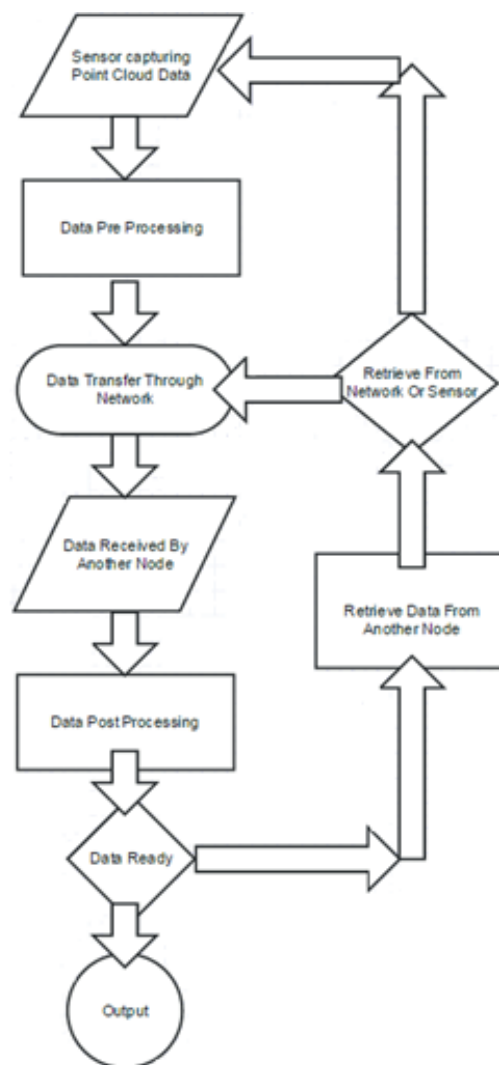 Sensor capturing
Point Cloud Data
Data Pre Processing
Data Transfer Through
Network
Retrieve From
Network Or Sensor
Data Received By
Another Node
Retrieve Data From
Another Node
Data Post Processing
Data Ready
Output